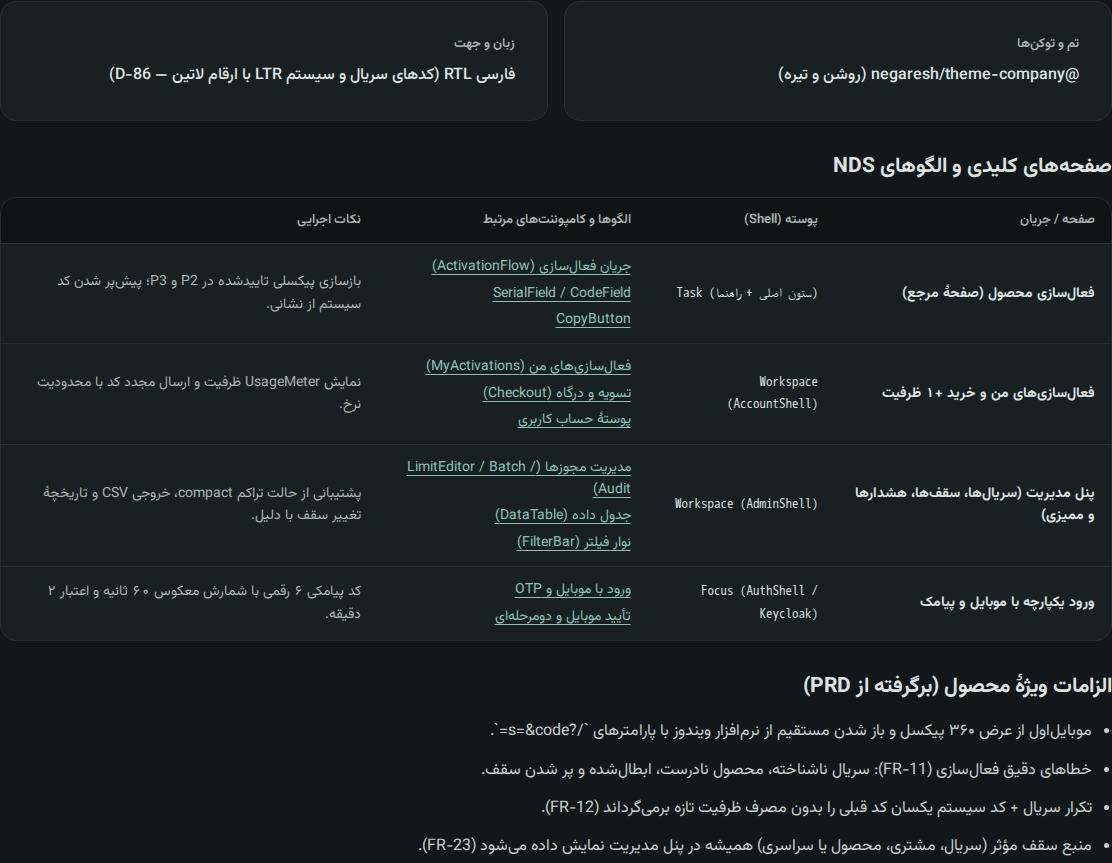 تم و توکن‌ها
@negaresh/theme-company (روشن و تیره)
زبان و جهت
فارسی RTL (کدهای سریال و سیستم LTR با ارقام لاتین — D-86)
صفحه‌های کلیدی و الگوهای NDS
صفحه / جریان
پوسته (Shell)
الگوها و کامپوننت‌های مرتبط
نکات اجرایی
فعال‌سازی محصول (صفحهٔ مرجع)
Task (ستون اصلی + راهنما)
جریان فعال‌سازی (ActivationFlow)
SerialField / CodeField
CopyButton
بازسازی پیکسلی تاییدشده در P2 و P3؛ پیش‌پر شدن کد
سیستم از نشانی.
فعال‌سازی‌های من و خرید +۱ ظرفیت
Workspace
(AccountShell)
فعال‌سازی‌های من (MyActivations)
تسویه و درگاه (Checkout)
پوستهٔ حساب کاربری
نمایش UsageMeter ظرفیت و ارسال مجدد کد با محدودیت
نرخ.
پنل مدیریت (سریال‌ها، سقف‌ها، هشدارها
و ممیزی)
Workspace (AdminShell)
مدیریت مجوزها (LimitEditor / Batch /
Audit)
جدول داده (DataTable)
نوار فیلتر (FilterBar)
پشتیبانی از حالت تراکم compact، خروجی CSV و تاریخچهٔ
تغییر سقف با دلیل.
ورود یکپارچه با موبایل و پیامک
Focus (AuthShell /
Keycloak)
ورود با موبایل و OTP
تأیید موبایل و دومرحله‌ای
کد پیامکی ۶ رقمی با شمارش معکوس ۶۰ ثانیه و اعتبار ۲
دقیقه.
الزامات ویژهٔ محصول (برگرفته از PRD)
• موبایل‌اول از عرض ۳۶۰ پیکسل و باز شدن مستقیم از نرم‌افزار ویندوز با پارامترهای `/?s=&code=`.
• خطاهای دقیق فعال‌سازی (FR-11): سریال ناشناخته، محصول نادرست، ابطال‌شده و پر شدن سقف.
• تکرار سریال + کد سیستم یکسان کد قبلی را بدون مصرف ظرفیت تازه برمی‌گرداند (FR-12).
• منبع سقف مؤثر (سریال، مشتری، محصول یا سراسری) همیشه در پنل مدیریت نمایش داده می‌شود (FR-23).